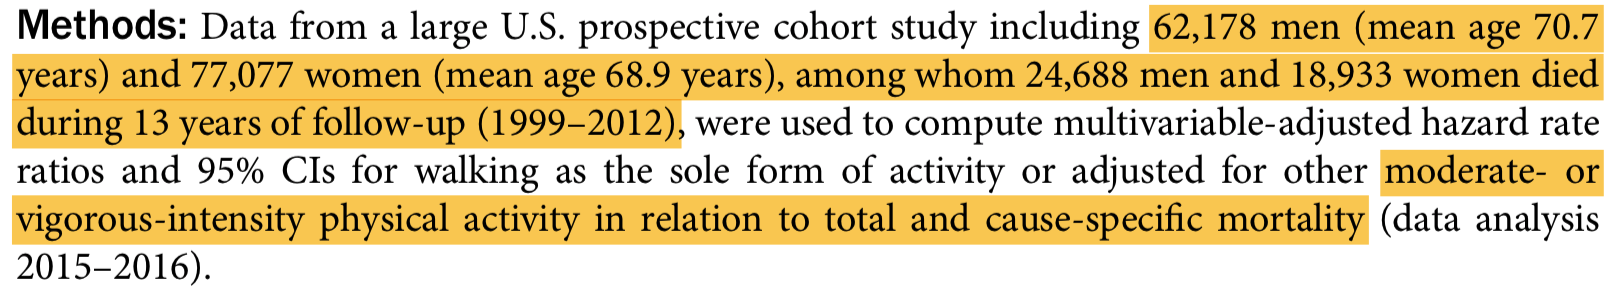 Methods: Data from a large U.S. prospective cohort study including 62,178 men (mean age 70.7
years) and 77,077 women (mean age 68.9 years), among whom 24,688 men and 18,933 women died
during 13 years of follow-up (1999–2012), were used to compute multivariable-adjusted hazard rate
ratios and 95% CIs for walking as the sole form of activity or adjusted for other moderate- or
vigorous-intensity physical activity in relation to total and cause-specific mortality (data analysis
2015–2016).